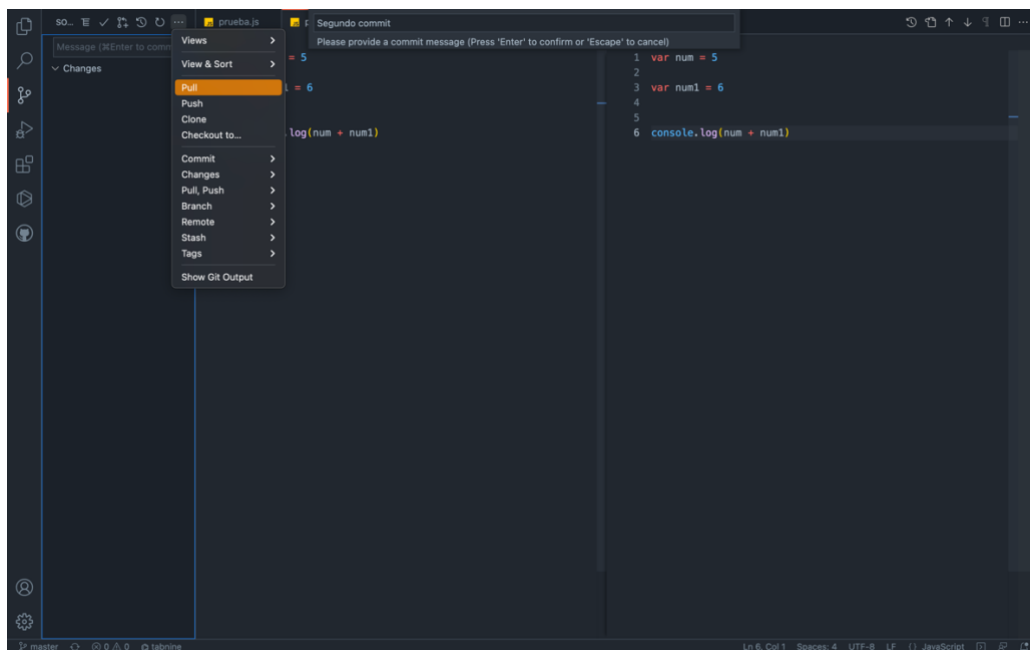 SO...
prueba.js
Segundo commit
Please provide a commit message (Press 'Enter' to confirm or 'Escape' to cancel)
Message (⌘Enter to comm
Changes
Views
View & Sort
Pull
Push
Clone
Checkout to...
Commit
Changes
Pull, Push
Branch
Remote
Stash
Tags
Show Git Output
= 5
= 6
.log(num + num1)
1 var num = 5
2
3 var num1 = 6
4
5
6 console.log(num + num1)
master 0 0 tabnine
Ln 6, Col 1 Spaces: 4 UTF-8 LF {} JavaScript